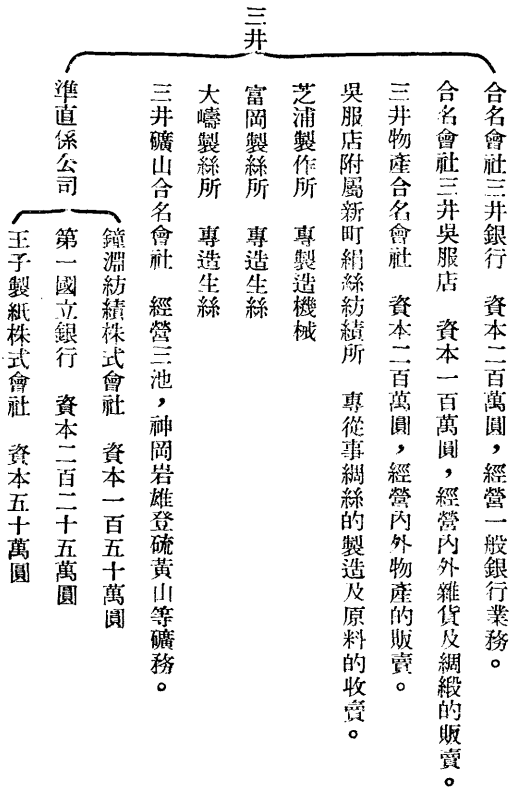 三井
合名會社三井銀行　資本二百萬圓，經營一般銀行業務。
合名會社三井吳服店　資本一百萬圓，經營內外雜貨及綢緞的販賣。
三井物產合名會社　資本二百萬圓，經營內外物產的販賣。
吳服店附屬新町絹絲紡績所　專從事綢絲的製造及原料的收賣。
芝浦製作所　專製造機械
富岡製絲所　專造生絲
大嶹製絲所　專造生絲
三井礦山合名會社　經營三池，神岡岩雄登硫黃山等礦務。
準直係公司
鐘淵紡績株式會社　資本一百五十萬圓
第一國立銀行　資本二百二十五萬圓
王子製紙株式會社　資本五十萬圓